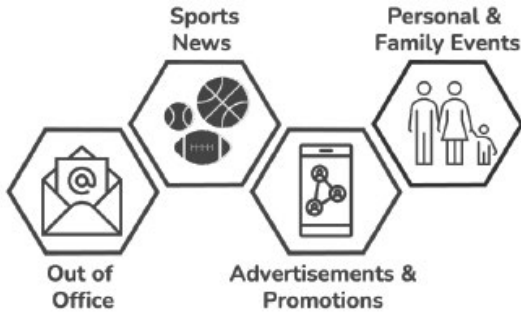 Sports
News
Personal &
Family Events
@
Out of
Office
Advertisements &
Promotions